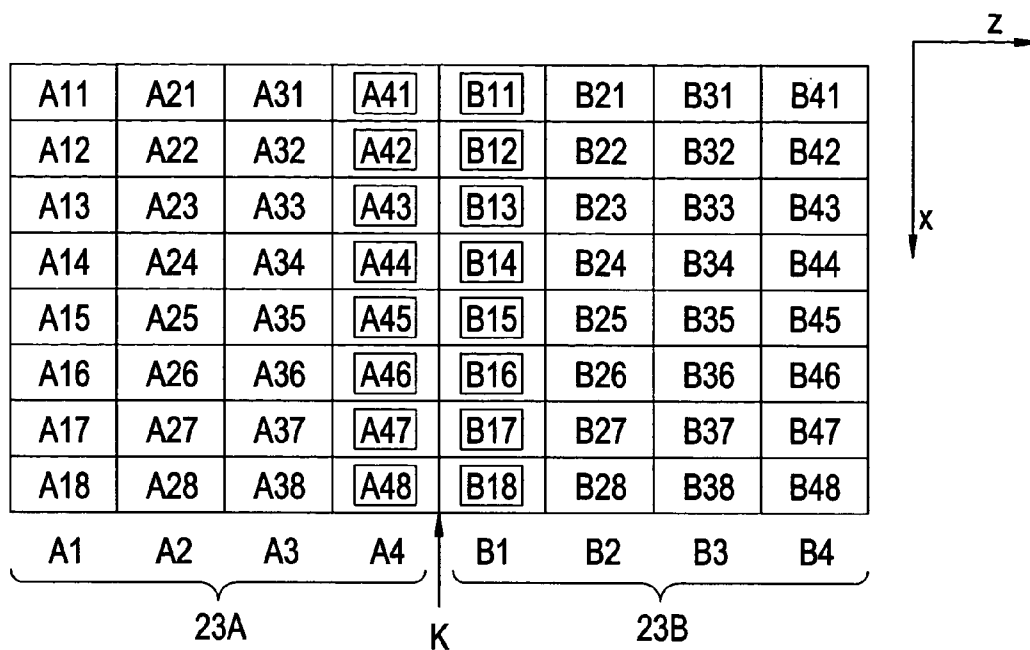 Z
A11 A21 A31 A41 B11 B21 B31 B41
A12 A22 A32 A42 B12 B22 B32 B42
A13 A23 A33 A43 B13 B23 B33 B43
X
A14 A24 A34 A44 B14 B24 B34 B44
A15 A25 A35 A45 B15 B25 B35 B45
A16 A26 A36 A46 B16 B26 B36 B46
A17 A27 A37 A47 B17 B27 B37 B47
A18 A28 A38 A48 B18 B28 B38 B48
A1 A2 A3 A4 B1 B2 B3 B4
23A K 23B